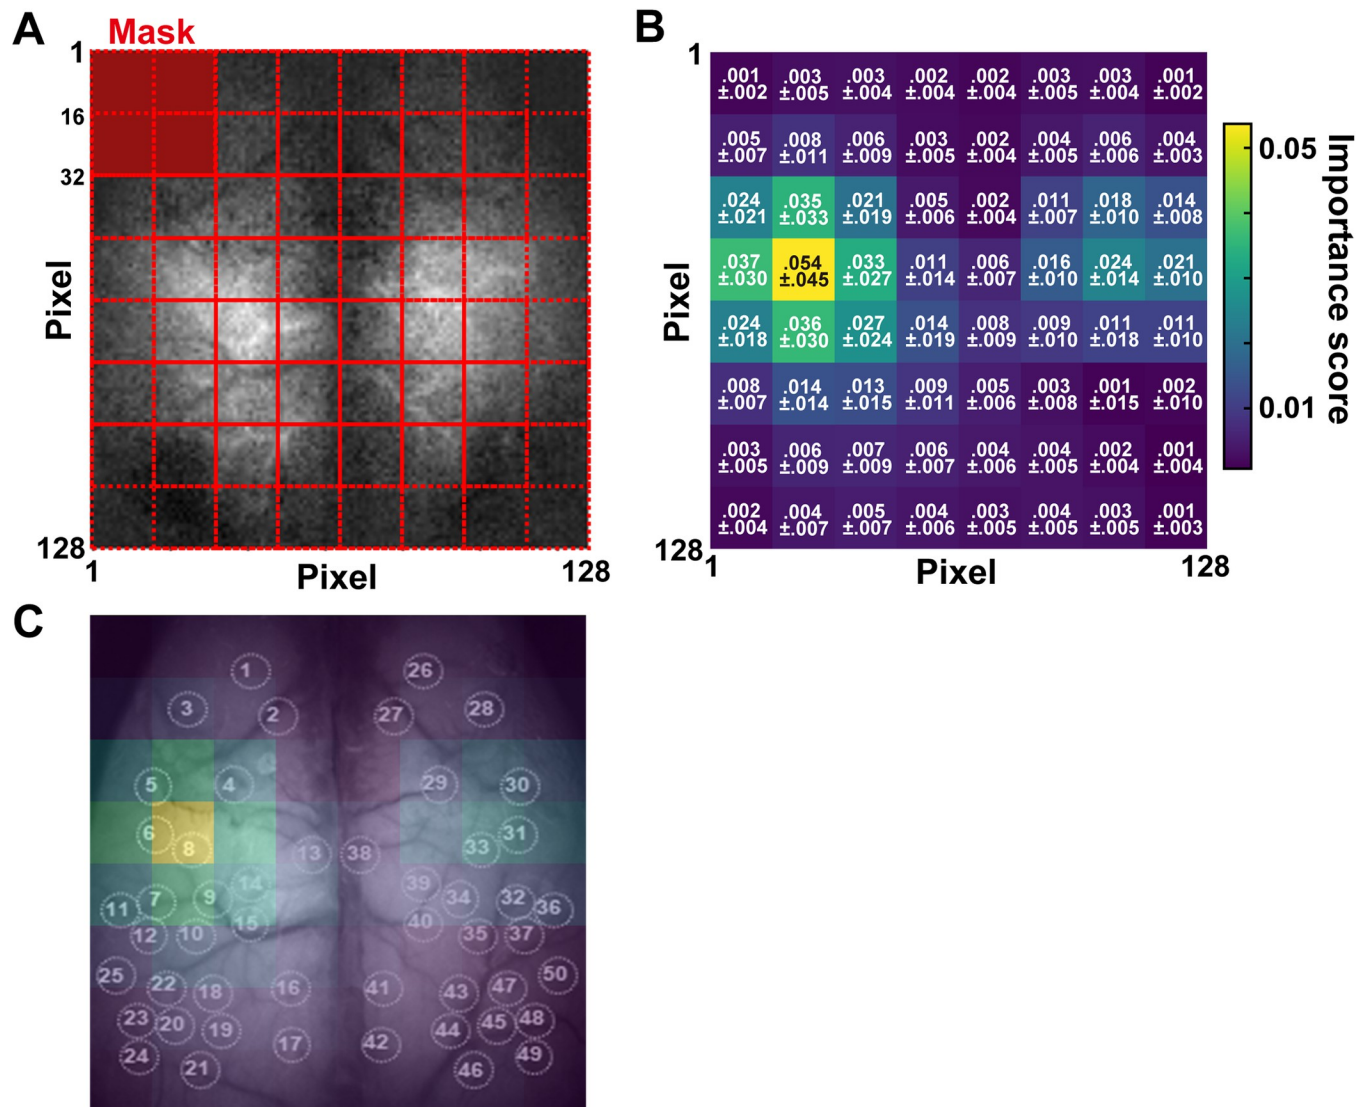 A
Mask
1
16
32
128
Pixel
1
Pixel
128
B
1
.001 .003 .003 .002 .002 .003 .003 .001
±.002 ±.005 ±.004 ±.004 ±.004 ±.005 ±.004 ±.002
.005 .008 .006 .003 .002 .004 .006 .004
±.007 ±.011 ±.009 ±.005 ±.004 ±.005 ±.006 ±.003
.024 .035 .021 .005 .002 .011 .018 .014
±.021 ±.033 ±.019 ±.006 ±.004 ±.007 ±.010 ±.008
.037 .054 .033 .011 .006 .016 .024 .021
±.030 ±.045 ±.027 ±.014 ±.007 ±.010 ±.014 ±.010
.024 .036 .027 .014 .008 .009 .011 .011
±.018 ±.030 ±.024 ±.019 ±.009 ±.010 ±.018 ±.010
.008 .014 .013 .009 .005 .003 .001 .002
±.007 ±.014 ±.015 ±.011 ±.006 ±.008 ±.015 ±.010
.003 .006 .007 .006 .004 .004 .002 .001
±.005 ±.009 ±.009 ±.007 ±.006 ±.005 ±.004 ±.004
.002 .004 .005 .004 .003 .004 .003 .001
±.004 ±.007 ±.007 ±.006 ±.005 ±.005 ±.005 ±.003
128
Pixel
1
Pixel
128
0.05
0.01
Importance score
C
1 26
3 2 27 28
5 4 29 30
6 8 13 38 33 31
11 7 9 14 39 34 32 36
12 10 15 40 35 37
25 22 18 16 41 43 47 50
23 20 19 17 42 44 45 48
24 21 46 49